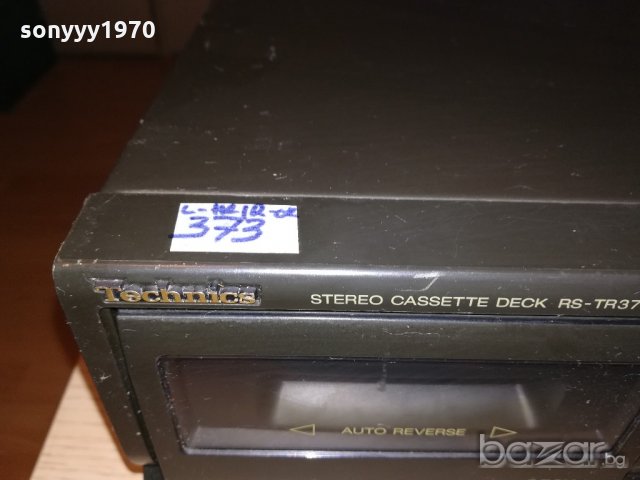 sonyyy1970
373
Technics
STEREO CASSETTE DECK RS-TR37
◁ AUTO REVERSE ▷
bazar.bg